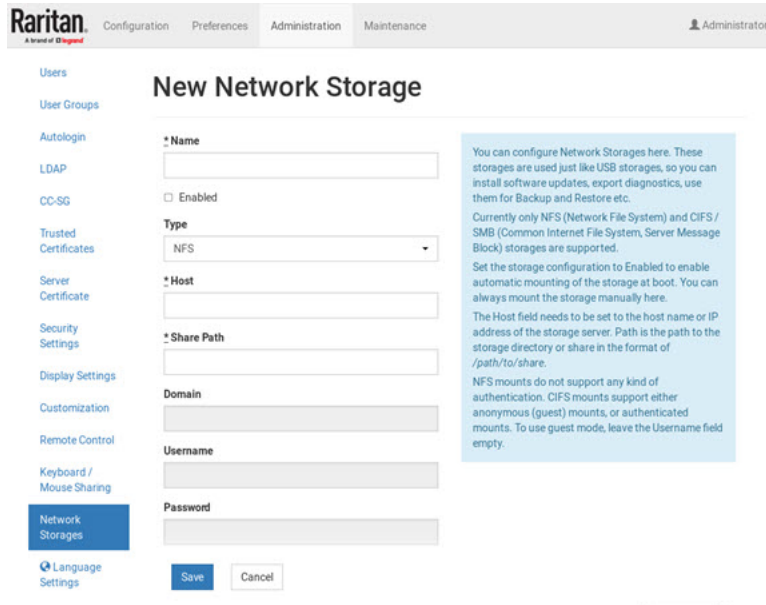 Raritan.
A brand of legrand
Configuration
Preferences
Administration
Maintenance
Administrator
Users
User Groups
Autologin
LDAP
CC-SG
Trusted
Certificates
Server
Certificate
Security
Settings
Display Settings
Customization
Remote Control
Keyboard /
Mouse Sharing
Network
Storages
Language
Settings
New Network Storage
* Name
Enabled
Type
NFS
* Host
* Share Path
Domain
Username
Password
Save
Cancel
You can configure Network Storages here. These
storages are used just like USB storages, so you can
install software updates, export diagnostics, use
them for Backup and Restore etc.
Currently only NFS (Network File System) and CIFS /
SMB (Common Internet File System, Server Message
Block) storages are supported.
Set the storage configuration to Enabled to enable
automatic mounting of the storage at boot. You can
always mount the storage manually here.
The Host field needs to be set to the host name or IP
address of the storage server. Path is the path to the
storage directory or share in the format of
/path/to/share.
NFS mounts do not support any kind of
authentication. CIFS mounts support either
anonymous (guest) mounts, or authenticated
mounts. To use guest mode, leave the Username field
empty.